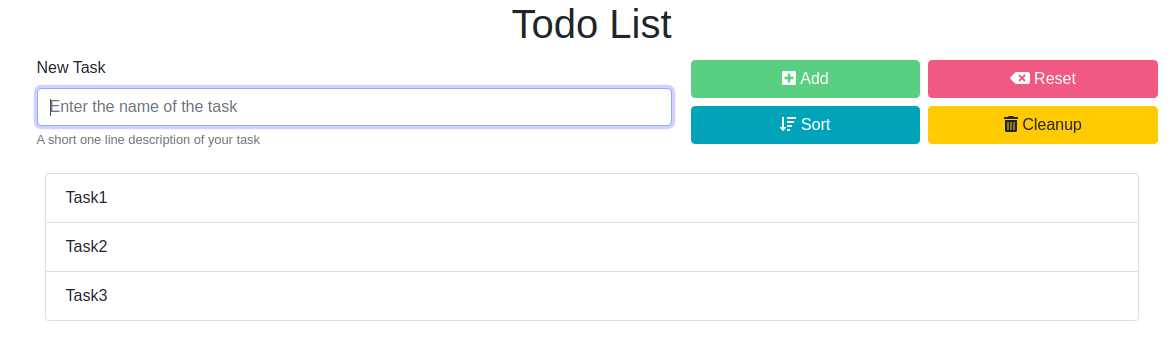 Todo List
New Task
Enter the name of the task
A short one line description of your task
Add
Reset
Sort
Cleanup
Task1
Task2
Task3